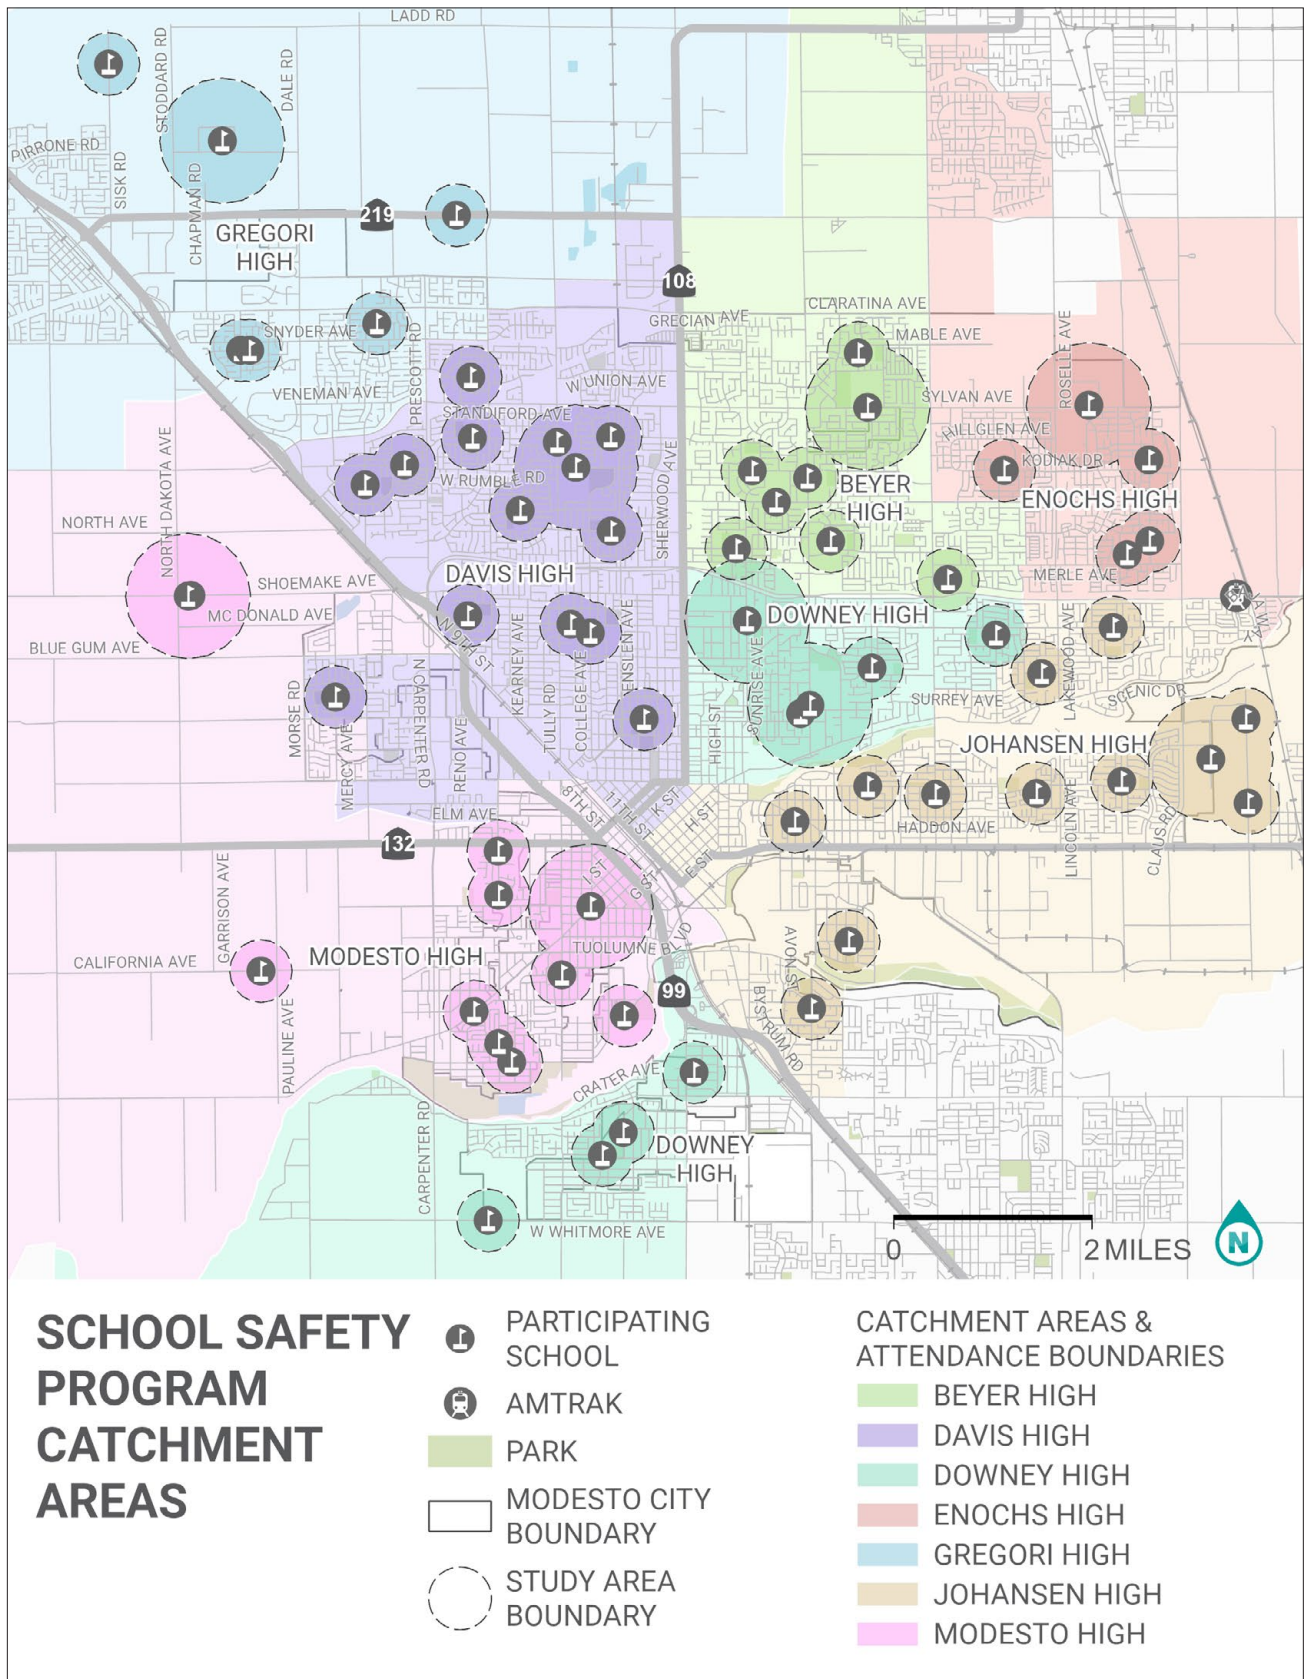 LADD RD
STODDARD RD
DALE RD
PIRRONE RD
SISK RD
CHAPMAN RD
219
GREGORI
HIGH
108
CLARATINA AVE
GRECIAN AVE
MABLE AVE
SNYDER AVE
PRESCOTT RD
ROSELLE AVE
W UNION AVE
VENEMAN AVE
SYLVAN AVE
STANDIFORD AVE
HILLGLEN AVE
NORTH DAKOTA AVE
KODIAK DR
W RUMBLE RD
SHERWOOD AVE
BEYER
HIGH
ENOCHS HIGH
NORTH AVE
DAVIS HIGH
SHOEMAKE AVE
MERLE AVE
MC DONALD AVE
DOWNEY HIGH
BLUE GUM AVE
N 9TH ST
KEARNEY AVE
COLLEGE AVE
TULLY RD
N CARPENTER RD
MORSE RD
MERCY AVE
RENO AVE
HIGH ST
SUNRISE AVE
LAKEWOOD AVE
SURREY AVE
SCENIC DR
JOHANSEN HIGH
8TH ST
11TH ST
K ST
H ST
ELM AVE
HADDON AVE
LINCOLN AVE
CLAUS RD
132
E ST
I ST
G ST
GARRISON AVE
TUOLUMNE BLVD
MODESTO HIGH
CALIFORNIA AVE
AVON ST
99
BYSTRUM RD
PAULINE AVE
CRATER AVE
CARPENTER RD
DOWNEY
HIGH
W WHITMORE AVE
0
2 MILES
N
SCHOOL SAFETY
PROGRAM
CATCHMENT
AREAS
PARTICIPATING
SCHOOL
AMTRAK
PARK
MODESTO CITY
BOUNDARY
STUDY AREA
BOUNDARY
CATCHMENT AREAS &
ATTENDANCE BOUNDARIES
BEYER HIGH
DAVIS HIGH
DOWNEY HIGH
ENOCHS HIGH
GREGORI HIGH
JOHANSEN HIGH
MODESTO HIGH